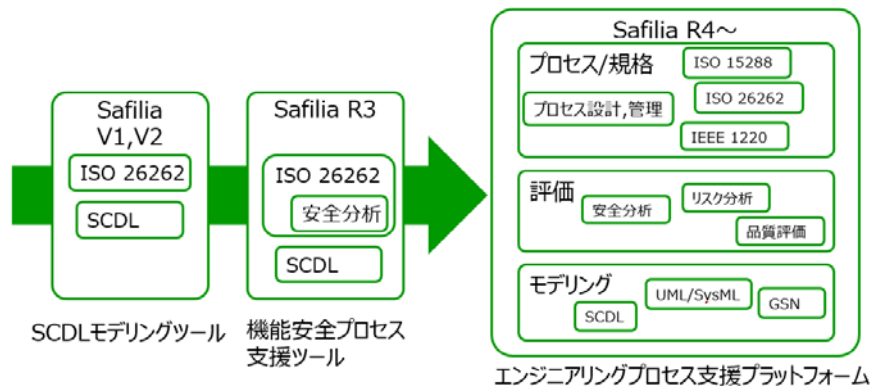 Safilia
V1,V2
ISO 26262
SCDL
SCDLモデリングツール
Safilia R3
ISO 26262
安全分析
SCDL
機能安全プロセス
支援ツール
Safilia R4～
プロセス/規格
ISO 15288
プロセス設計,管理
ISO 26262
IEEE 1220
評価
安全分析
リスク分析
品質評価
モデリング
SCDL
UML/SysML
GSN
エンジニアリングプロセス支援プラットフォーム